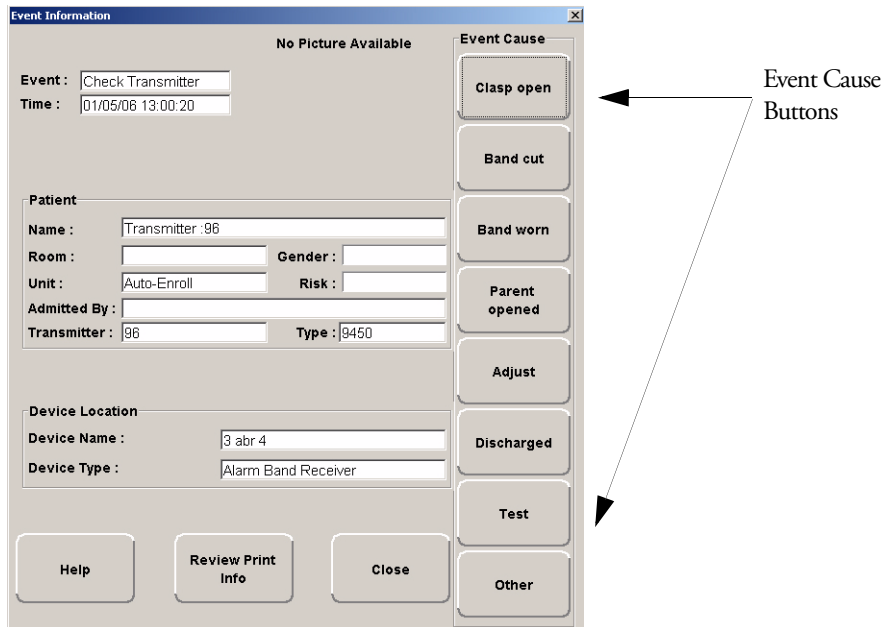 Event Information
No Picture Available
Event :
Check Transmitter
Time :
01/05/06 13:00:20
Patient
Name :
Transmitter :96
Room :
Gender :
Unit :
Auto-Enroll
Risk :
Admitted By :
Transmitter :
96
Type :
9450
Device Location
Device Name :
3 abr 4
Device Type :
Alarm Band Receiver
Help
Review Print
Info
Close
Event Cause
Clasp open
Band cut
Band worn
Parent
opened
Adjust
Discharged
Test
Other
Event Cause
Buttons